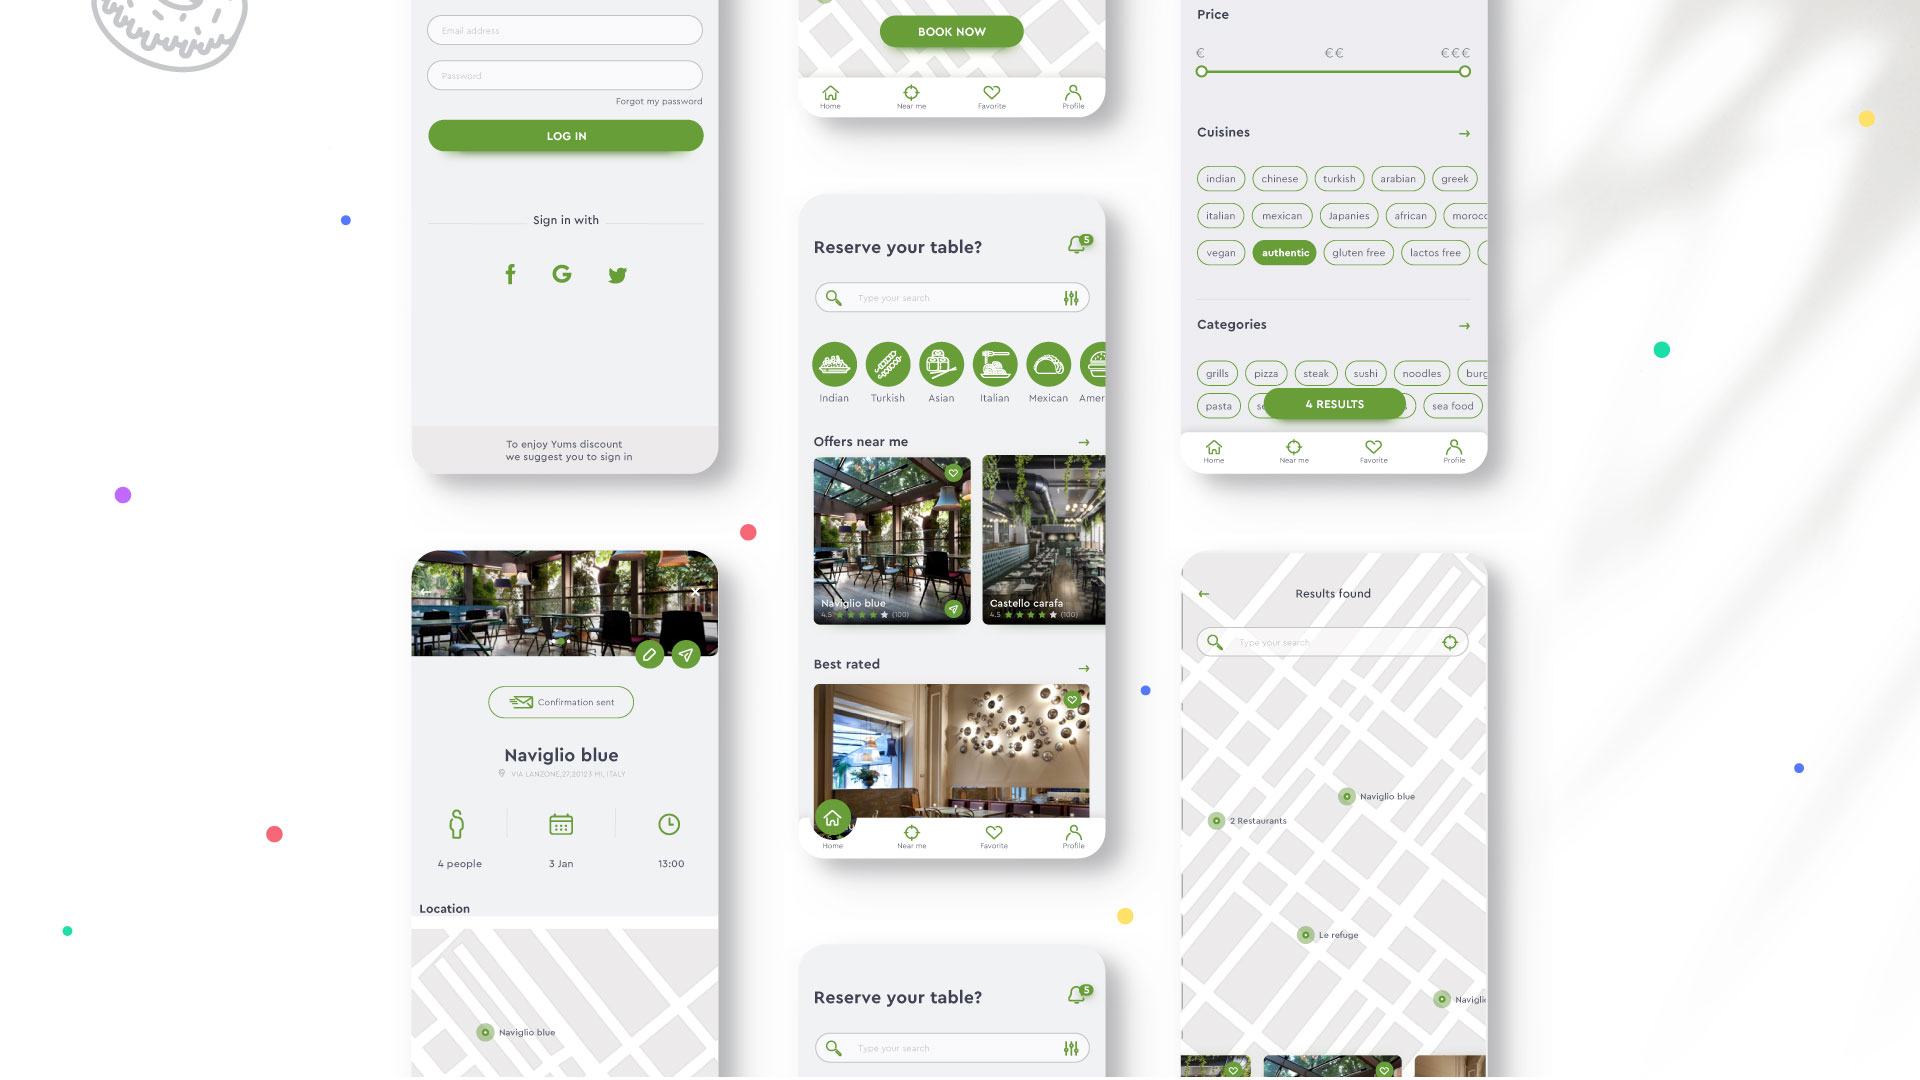 Email address
Password
Forgot my password
LOG IN
Sign in with
To enjoy Yums discount
we suggest you to sign in
Confirmation sent
Naviglio blue
VIA LANZONE,27,20123 MI, ITALY
4 people
3 Jan
13:00
Location
Naviglio blue
BOOK NOW
Home
Near me
Favorite
Profile
Reserve your table?
5
Type your search
Indian
Turkish
Asian
Italian
Mexican
Amer
Offers near me
Naviglio blue
4.5 (100)
Castello carafa
4.5 (100)
Best rated
Home
Near me
Favorite
Profile
Reserve your table?
5
Type your search
Price
€
€€
€€€
Cuisines
indian
chinese
turkish
arabian
greek
italian
mexican
Japanies
african
moroc
vegan
authentic
gluten free
lactos free
Categories
grills
pizza
steak
sushi
noodles
burg
pasta
4 RESULTS
sea food
Home
Near me
Favorite
Profile
Results found
Type your search
Naviglio blue
2 Restaurants
Le refuge
Navigli